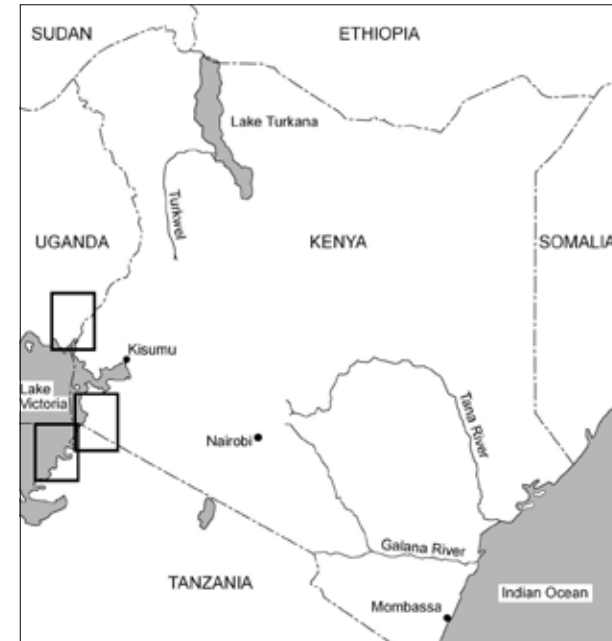 SUDAN
ETHIOPIA
Lake Turkana
Turkwel
UGANDA
KENYA
SOMALIA
Kisumu
Lake
Victoria
Tana River
Nairobi
Galana River
TANZANIA
Indian Ocean
Mombassa